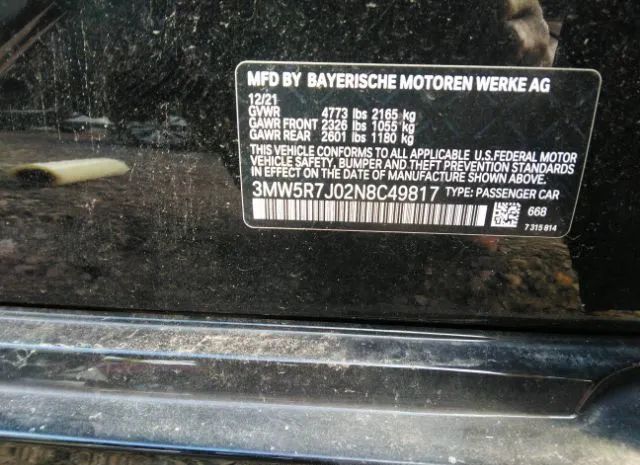 MFD BY BAYERISCHE MOTOREN WERKE AG
12/21
GVWR 4773 lbs 2165 kg
GAWR FRONT 2326 lbs 1055 kg
GAWR REAR 2601 lbs 1180 kg
THIS VEHICLE CONFORMS TO ALL APPLICABLE U.S.FEDERAL MOTOR
VEHICLE SAFETY, BUMPER AND THEFT PREVENTION STANDARDS
IN EFFECT ON THE DATE OF MANUFACTURE SHOWN ABOVE.
3MW5R7J02N8C49817 TYPE: PASSENGER CAR
668
7 315 814